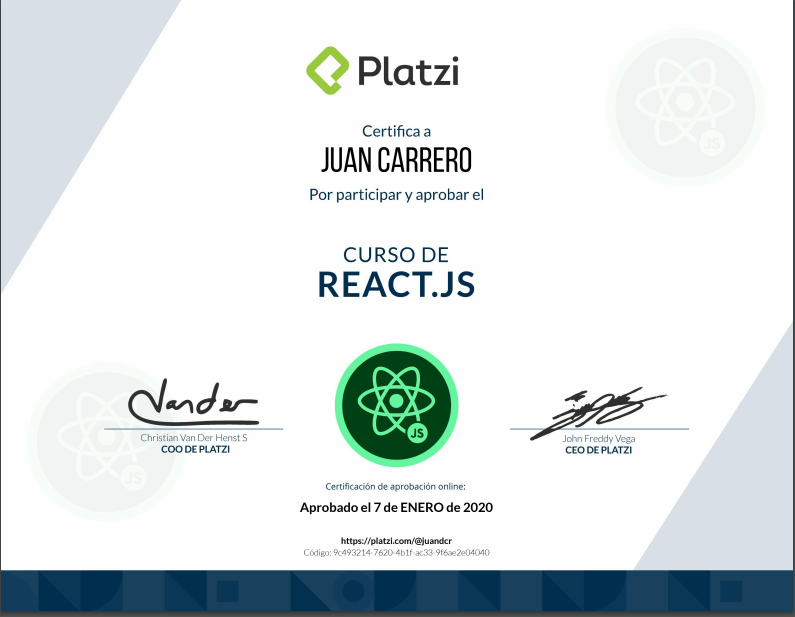 Platzi
Certifica a
JUAN CARRERO
Por participar y aprobar el
CURSO DE
REACT.JS
JS
Vander
Christian Van Der Henst S
COO DE PLATZI
JS
JS
John Freddy Vega
CEO DE PLATZI
Certificación de aprobación online:
Aprobado el 7 de ENERO de 2020
https://platzi.com/@juandcr
Código: 9c493214-7620-4b1f-ac33-9f6ae2e04040